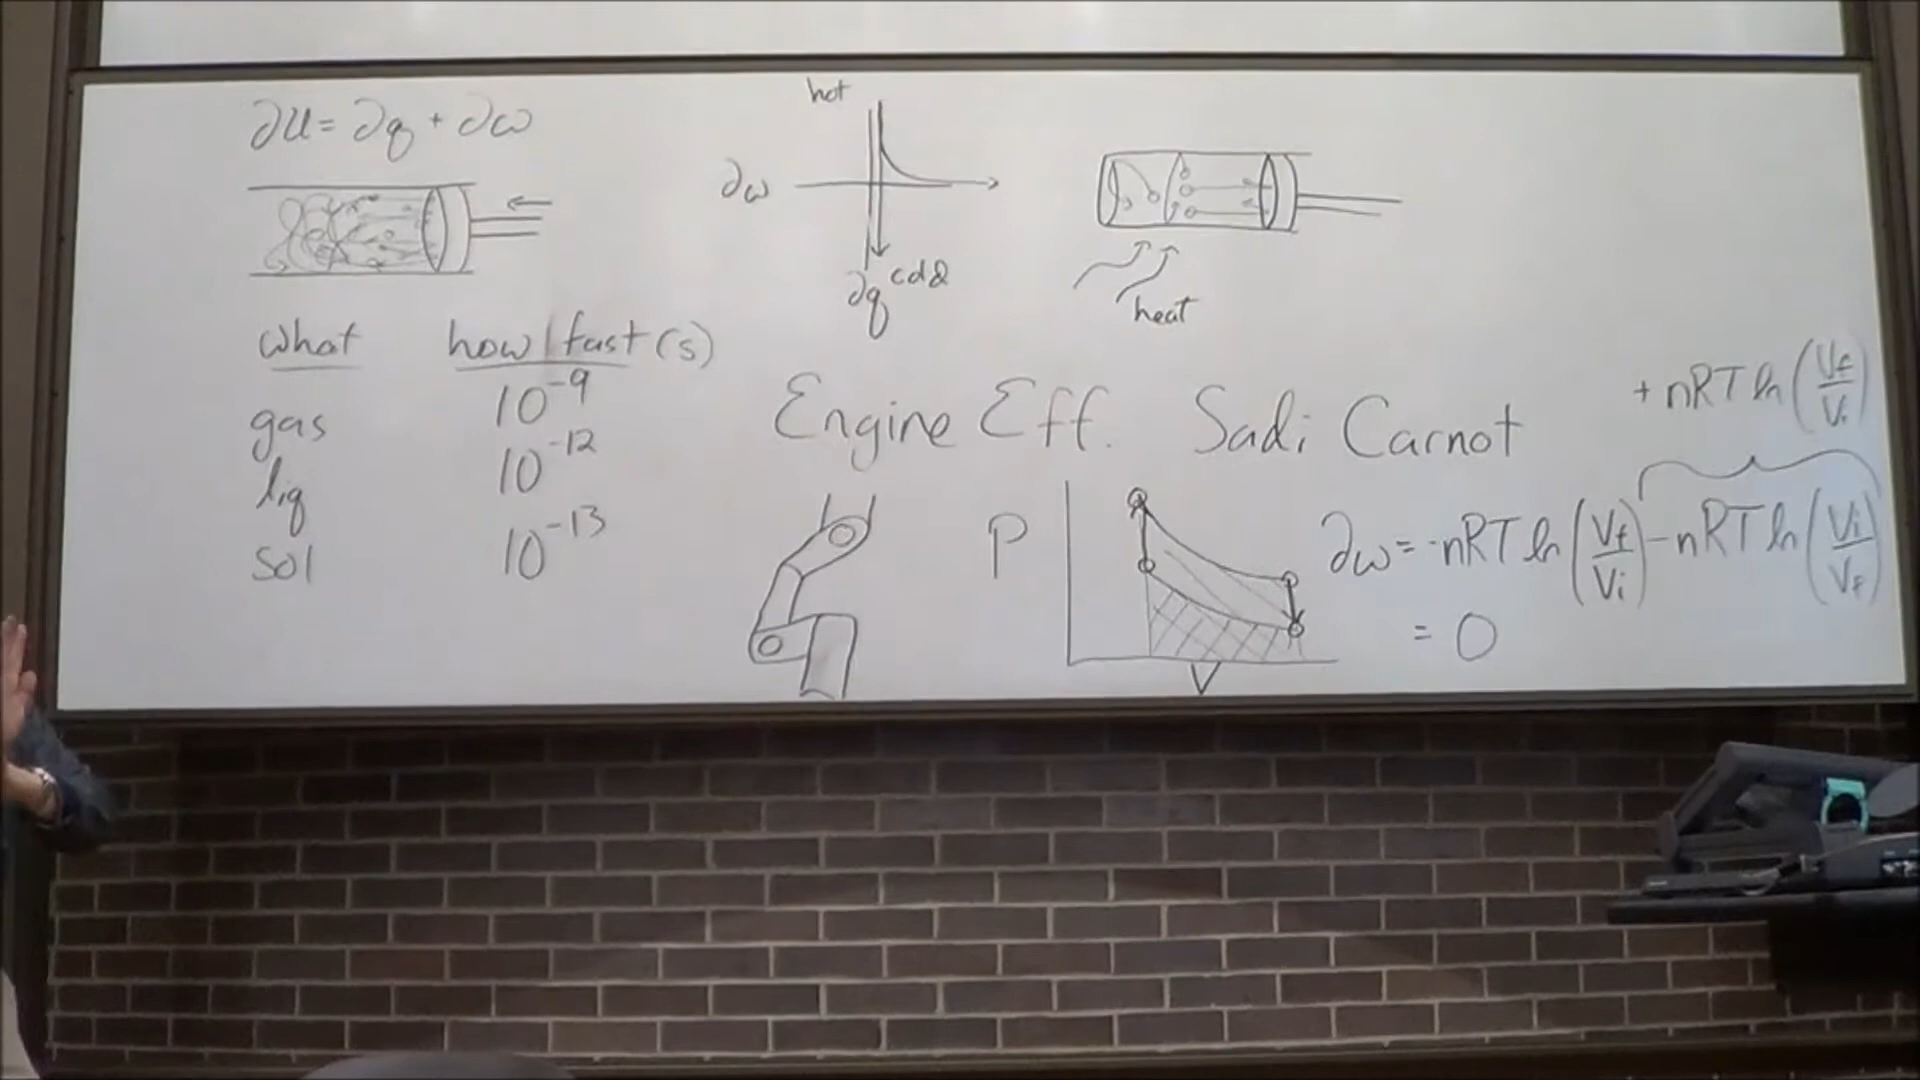 ∂U = ∂q + ∂w
hot
∂w
cold
∂q
heat
what how fast (s)
gas 10⁻⁹
liq 10⁻¹²
sol 10⁻¹³
Engine Eff. Sadi Carnot
+ nRT ln (Vf/Vi)
P
V
∂w = -nRT ln (Vf/Vi) - nRT ln (Vi/Vf)
= 0